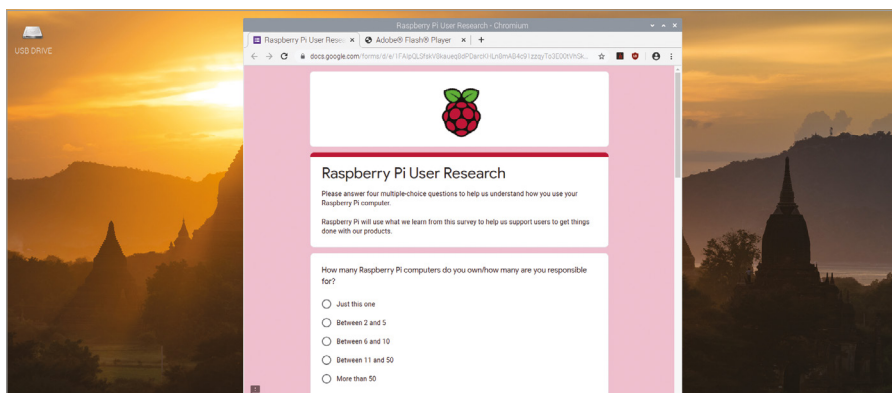 Raspberry Pi User Research - Chromium
USB DRIVE
Raspberry Pi User Resea
Adobe® Flash® Player
docs.google.com
Raspberry Pi User Research
Please answer four multiple-choice questions to help us understand how you use your
Raspberry Pi computer.
Raspberry Pi will use what we learn from this survey to help us support users to get things
done with our products.
How many Raspberry Pi computers do you own/how many are you responsible
for?
Just this one
Between 2 and 5
Between 6 and 10
Between 11 and 50
More than 50